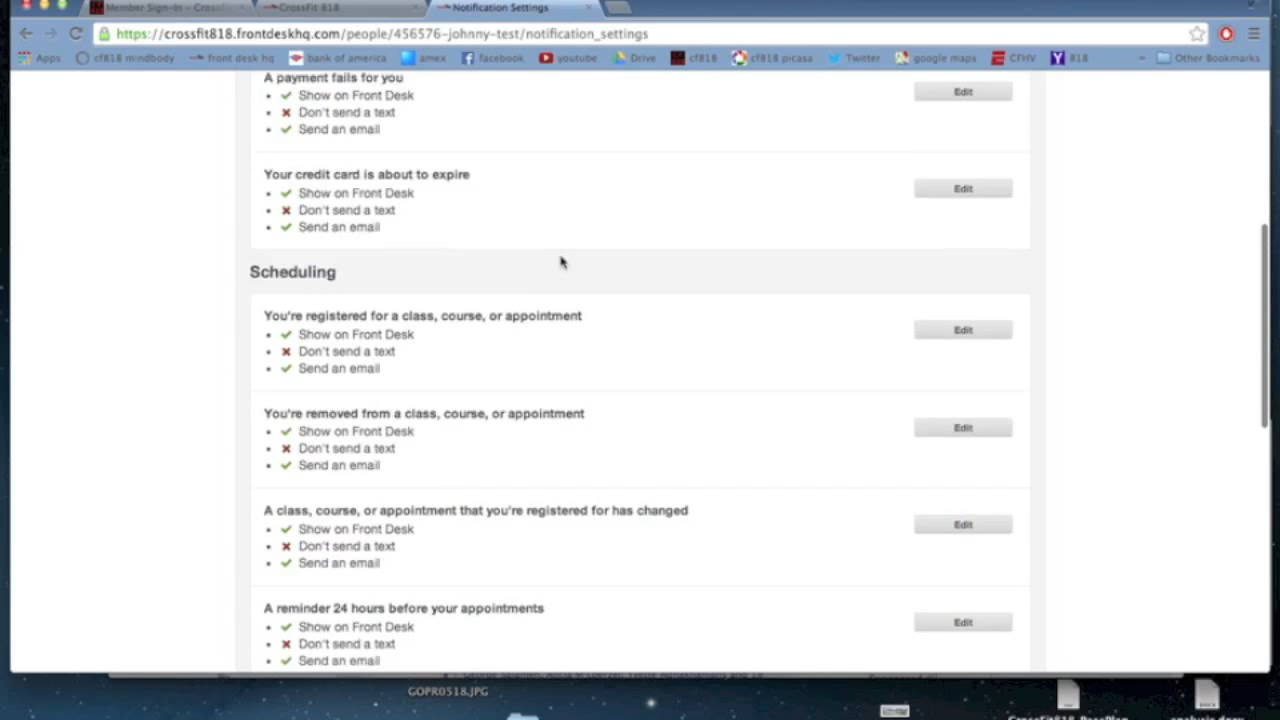 Member Sign-In – Crossfi
CrossFit 818
Notification Settings
https://crossfit818.frontdeskhq.com/people/456576-johnny-test/notification_settings
Apps cf818 mindbody front desk hq bank of america amex facebook youtube Drive cf818 cf818 picasa Twitter google maps CFHV 818 » Other Bookmarks
A payment fails for you
Edit
Show on Front Desk
Don't send a text
Send an email
Your credit card is about to expire
Edit
Show on Front Desk
Don't send a text
Send an email
Scheduling
You're registered for a class, course, or appointment
Edit
Show on Front Desk
Don't send a text
Send an email
You're removed from a class, course, or appointment
Edit
Show on Front Desk
Don't send a text
Send an email
A class, course, or appointment that you're registered for has changed
Edit
Show on Front Desk
Don't send a text
Send an email
A reminder 24 hours before your appointments
Edit
Show on Front Desk
Don't send a text
Send an email
GOPR0518.JPG